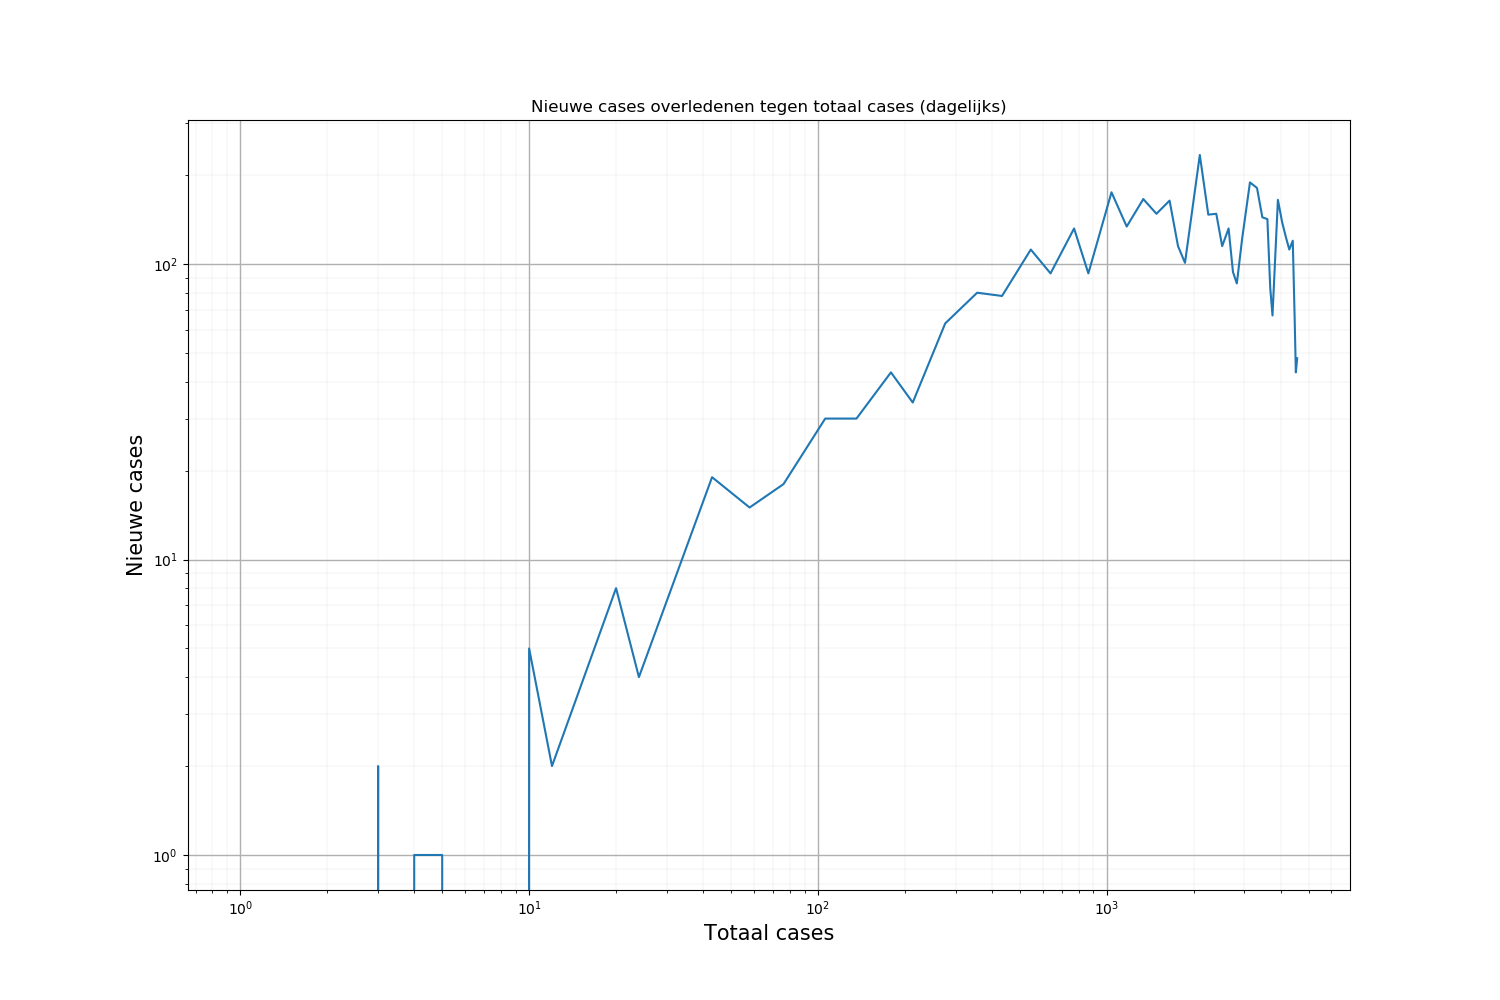 Nieuwe cases overledenen tegen totaal cases (dagelijks)
Nieuwe cases
10²
10¹
10⁰
10⁰ 10¹ 10² 10³
Totaal cases